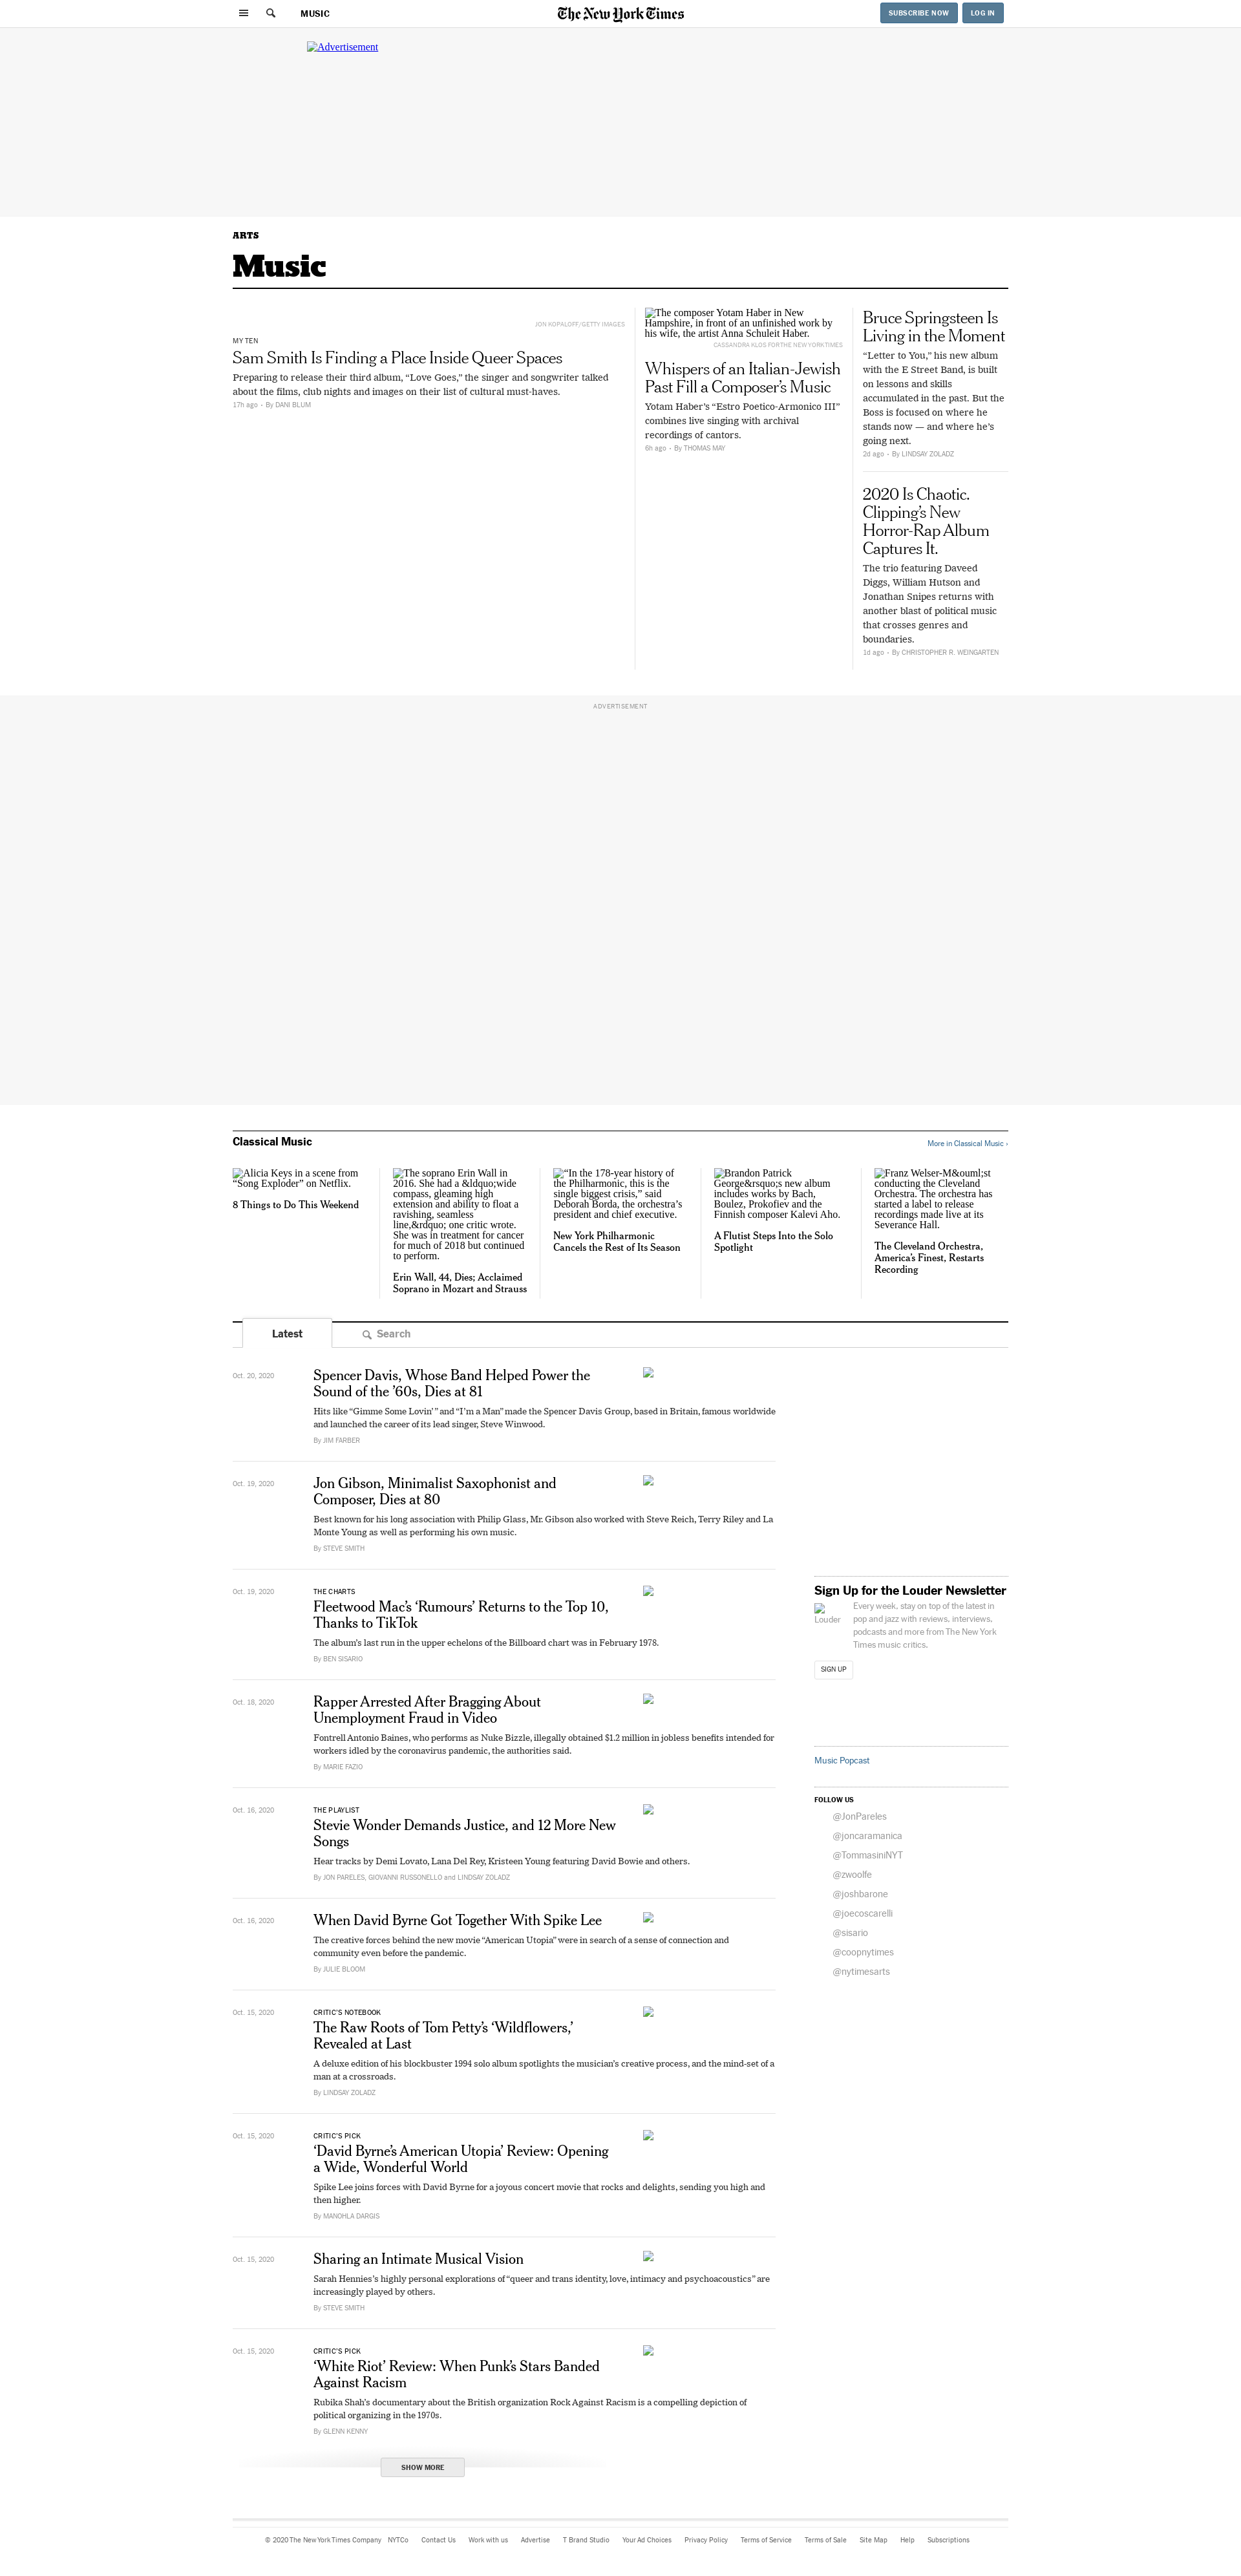 MUSIC
The New York Times
SUBSCRIBE NOW
LOG IN
Advertisement
ARTS
Music
JON KOPALOFF/GETTY IMAGES
MY TEN
Sam Smith Is Finding a Place Inside Queer Spaces
Preparing to release their third album, “Love Goes,” the singer and songwriter talked
about the films, club nights and images on their list of cultural must-haves.
17h ago • By DANI BLUM
The composer Yotam Haber in New
Hampshire, in front of an unfinished work by
his wife, the artist Anna Schuleit Haber.
CASSANDRA KLOS FOR THE NEW YORK TIMES
Whispers of an Italian-Jewish
Past Fill a Composer’s Music
Yotam Haber’s “Estro Poetico-Armonico III”
combines live singing with archival
recordings of cantors.
6h ago • By THOMAS MAY
Bruce Springsteen Is
Living in the Moment
“Letter to You,” his new album
with the E Street Band, is built
on lessons and skills
accumulated in the past. But the
Boss is focused on where he
stands now — and where he’s
going next.
2d ago • By LINDSAY ZOLADZ
2020 Is Chaotic.
Clipping’s New
Horror-Rap Album
Captures It.
The trio featuring Daveed
Diggs, William Hutson and
Jonathan Snipes returns with
another blast of political music
that crosses genres and
boundaries.
1d ago • By CHRISTOPHER R. WEINGARTEN
ADVERTISEMENT
Classical Music
More in Classical Music ›
Alicia Keys in a scene from
“Song Exploder” on Netflix.
8 Things to Do This Weekend
The soprano Erin Wall in
2016. She had a &ldquo;wide
compass, gleaming high
extension and ability to float a
ravishing, seamless
line,&rdquo; one critic wrote.
She was in treatment for cancer
for much of 2018 but continued
to perform.
Erin Wall, 44, Dies; Acclaimed
Soprano in Mozart and Strauss
“In the 178-year history of
the Philharmonic, this is the
single biggest crisis,” said
Deborah Borda, the orchestra’s
president and chief executive.
New York Philharmonic
Cancels the Rest of Its Season
Brandon Patrick
George&rsquo;s new album
includes works by Bach,
Boulez, Prokofiev and the
Finnish composer Kalevi Aho.
A Flutist Steps Into the Solo
Spotlight
Franz Welser-M&ouml;st
conducting the Cleveland
Orchestra. The orchestra has
started a label to release
recordings made live at its
Severance Hall.
The Cleveland Orchestra,
America’s Finest, Restarts
Recording
Latest
Search
Oct. 20, 2020
Spencer Davis, Whose Band Helped Power the
Sound of the ’60s, Dies at 81
Hits like “Gimme Some Lovin’ ” and “I’m a Man” made the Spencer Davis Group, based in Britain, famous worldwide
and launched the career of its lead singer, Steve Winwood.
By JIM FARBER
Oct. 19, 2020
Jon Gibson, Minimalist Saxophonist and
Composer, Dies at 80
Best known for his long association with Philip Glass, Mr. Gibson also worked with Steve Reich, Terry Riley and La
Monte Young as well as performing his own music.
By STEVE SMITH
Oct. 19, 2020
THE CHARTS
Fleetwood Mac’s ‘Rumours’ Returns to the Top 10,
Thanks to TikTok
The album’s last run in the upper echelons of the Billboard chart was in February 1978.
By BEN SISARIO
Oct. 18, 2020
Rapper Arrested After Bragging About
Unemployment Fraud in Video
Fontrell Antonio Baines, who performs as Nuke Bizzle, illegally obtained $1.2 million in jobless benefits intended for
workers idled by the coronavirus pandemic, the authorities said.
By MARIE FAZIO
Oct. 16, 2020
THE PLAYLIST
Stevie Wonder Demands Justice, and 12 More New
Songs
Hear tracks by Demi Lovato, Lana Del Rey, Kristeen Young featuring David Bowie and others.
By JON PARELES, GIOVANNI RUSSONELLO and LINDSAY ZOLADZ
Oct. 16, 2020
When David Byrne Got Together With Spike Lee
The creative forces behind the new movie “American Utopia” were in search of a sense of connection and
community even before the pandemic.
By JULIE BLOOM
Oct. 15, 2020
CRITIC’S NOTEBOOK
The Raw Roots of Tom Petty’s ‘Wildflowers,’
Revealed at Last
A deluxe edition of his blockbuster 1994 solo album spotlights the musician’s creative process, and the mind-set of a
man at a crossroads.
By LINDSAY ZOLADZ
Oct. 15, 2020
CRITIC’S PICK
‘David Byrne’s American Utopia’ Review: Opening
a Wide, Wonderful World
Spike Lee joins forces with David Byrne for a joyous concert movie that rocks and delights, sending you high and
then higher.
By MANOHLA DARGIS
Oct. 15, 2020
Sharing an Intimate Musical Vision
Sarah Hennies’s highly personal explorations of “queer and trans identity, love, intimacy and psychoacoustics” are
increasingly played by others.
By STEVE SMITH
Oct. 15, 2020
CRITIC’S PICK
‘White Riot’ Review: When Punk’s Stars Banded
Against Racism
Rubika Shah’s documentary about the British organization Rock Against Racism is a compelling depiction of
political organizing in the 1970s.
By GLENN KENNY
SHOW MORE
Sign Up for the Louder Newsletter
Louder
Every week, stay on top of the latest in
pop and jazz with reviews, interviews,
podcasts and more from The New York
Times music critics.
SIGN UP
Music Popcast
FOLLOW US
@JonPareles
@joncaramanica
@TommasiniNYT
@zwoolfe
@joshbarone
@joecoscarelli
@sisario
@coopnytimes
@nytimesarts
© 2020 The New York Times Company NYTCo Contact Us Work with us Advertise T Brand Studio Your Ad Choices Privacy Policy Terms of Service Terms of Sale Site Map Help Subscriptions